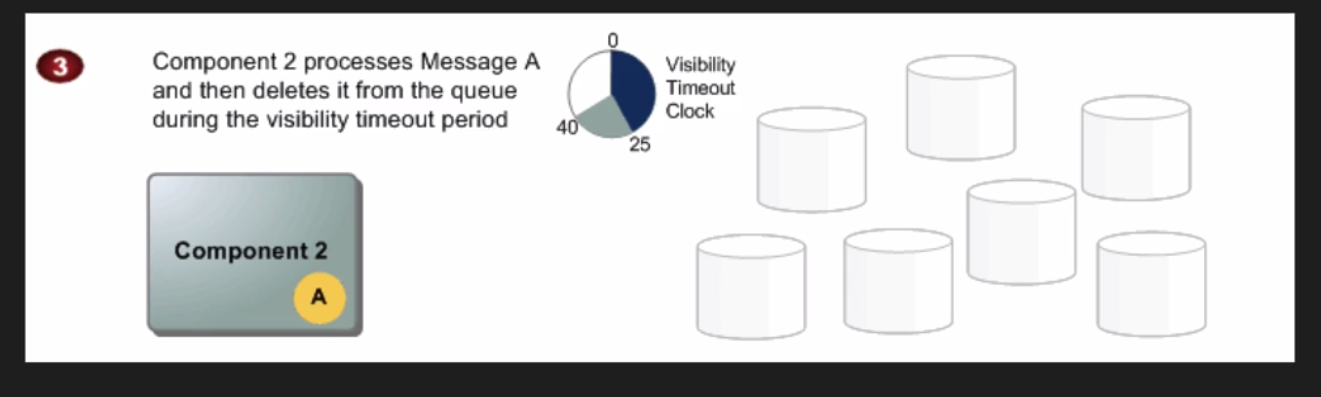 3
Component 2 processes Message A
and then deletes it from the queue
during the visibility timeout period
0
40
25
Visibility
Timeout
Clock
Component 2
A